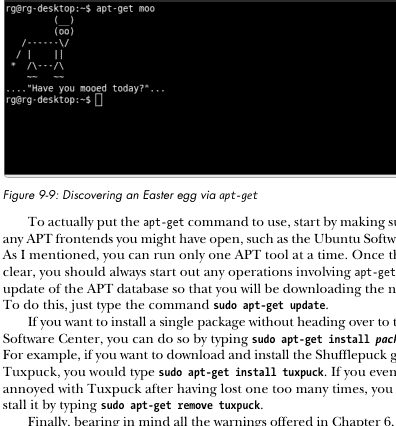 rg@rg-desktop:~$ apt-get moo
         (__)
         (oo)
   /------\/
  / |    ||
 *  /\---/\
    ~~   ~~
...."Have you mooed today?"...
rg@rg-desktop:~$
Figure 9-9: Discovering an Easter egg via apt-get
To actually put the apt-get command to use, start by making su
any APT frontends you might have open, such as the Ubuntu Softw
As I mentioned, you can run only one APT tool at a time. Once th
clear, you should always start out any operations involving apt-get
update of the APT database so that you will be downloading the n
To do this, just type the command sudo apt-get update.
If you want to install a single package without heading over to t
Software Center, you can do so by typing sudo apt-get install pack
For example, if you want to download and install the Shufflepuck g
Tuxpuck, you would type sudo apt-get install tuxpuck. If you even
annoyed with Tuxpuck after having lost one too many times, you
stall it by typing sudo apt-get remove tuxpuck.
Finally, bearing in mind all the warnings offered in Chapter 6,